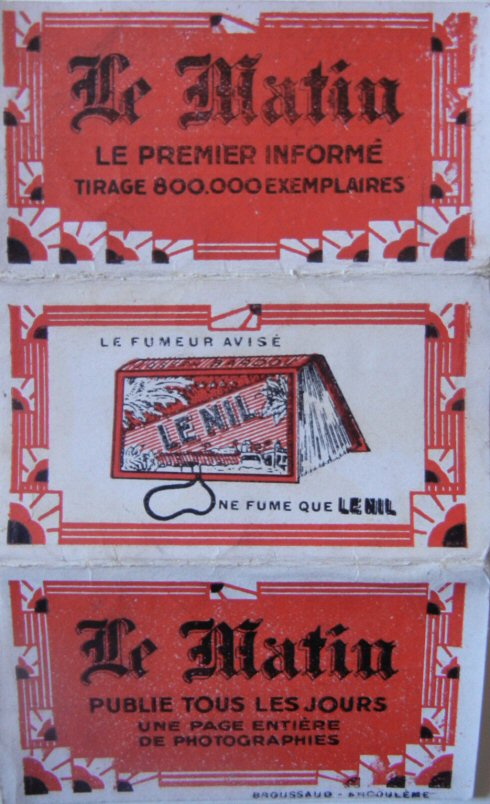 Le Matin
LE PREMIER INFORMÉ
TIRAGE 800.000 EXEMPLAIRES
LE FUMEUR AVISÉ
LE NIL
NE FUME QUE LE NIL
Le Matin
PUBLIE TOUS LES JOURS
UNE PAGE ENTIÈRE
DE PHOTOGRAPHIES
BROUSSAUD - ANGOULÊME